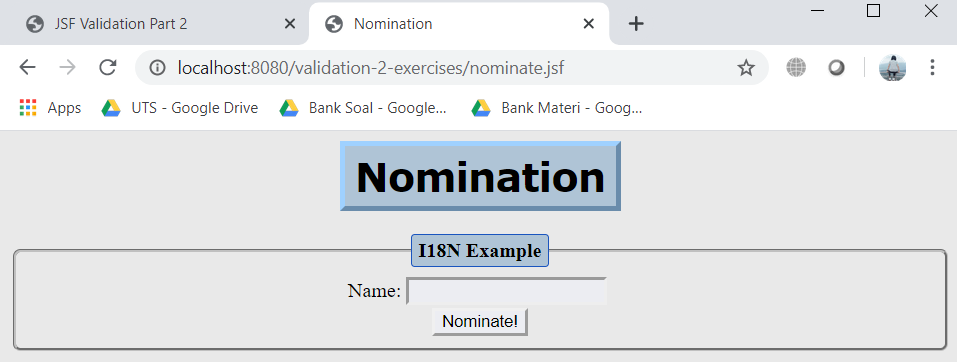 JSF Validation Part 2
Nomination
localhost:8080/validation-2-exercises/nominate.jsf
Apps
UTS - Google Drive
Bank Soal - Google...
Bank Materi - Goog...
Nomination
I18N Example
Name:
Nominate!